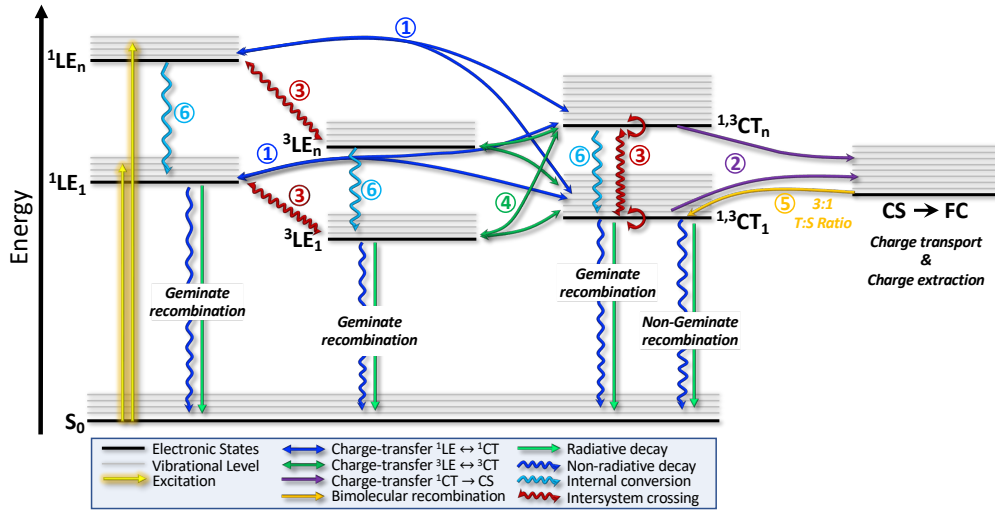 Energy
¹LEₙ
¹LE₁
S₀
³LEₙ
³LE₁
¹,³CTₙ
¹,³CT₁
①
①
②
③
③
③
④
⑤
⑥
⑥
⑥
3:1
T:S Ratio
CS → FC
Charge transport
&
Charge extraction
Geminate
recombination
Geminate
recombination
Geminate
recombination
Non-Geminate
recombination
Electronic States
Vibrational Level
Excitation
Charge-transfer ¹LE ↔ ¹CT
Charge-transfer ³LE ↔ ³CT
Charge-transfer ¹CT → CS
Bimolecular recombination
Radiative decay
Non-radiative decay
Internal conversion
Intersystem crossing